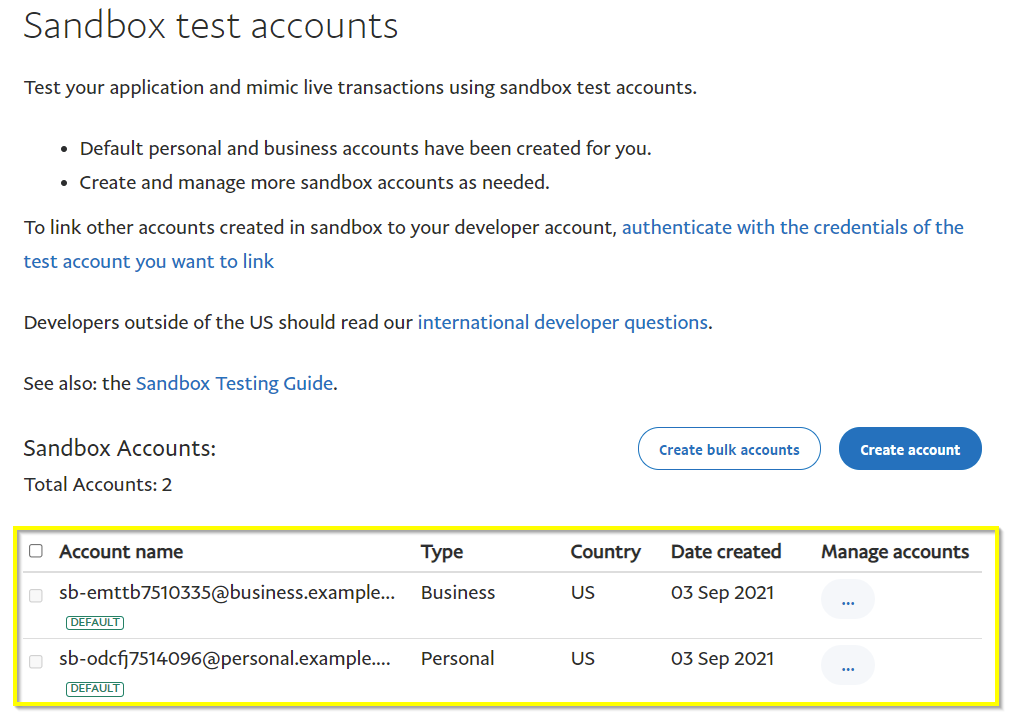 Sandbox test accounts
Test your application and mimic live transactions using sandbox test accounts.
• Default personal and business accounts have been created for you.
• Create and manage more sandbox accounts as needed.
To link other accounts created in sandbox to your developer account, authenticate with the credentials of the
test account you want to link
Developers outside of the US should read our international developer questions.
See also: the Sandbox Testing Guide.
Sandbox Accounts:
Create bulk accounts
Create account
Total Accounts: 2
Account name Type Country Date created Manage accounts
sb-emttb7510335@business.example... Business US 03 Sep 2021 ...
DEFAULT
sb-odcfj7514096@personal.example.... Personal US 03 Sep 2021 ...
DEFAULT